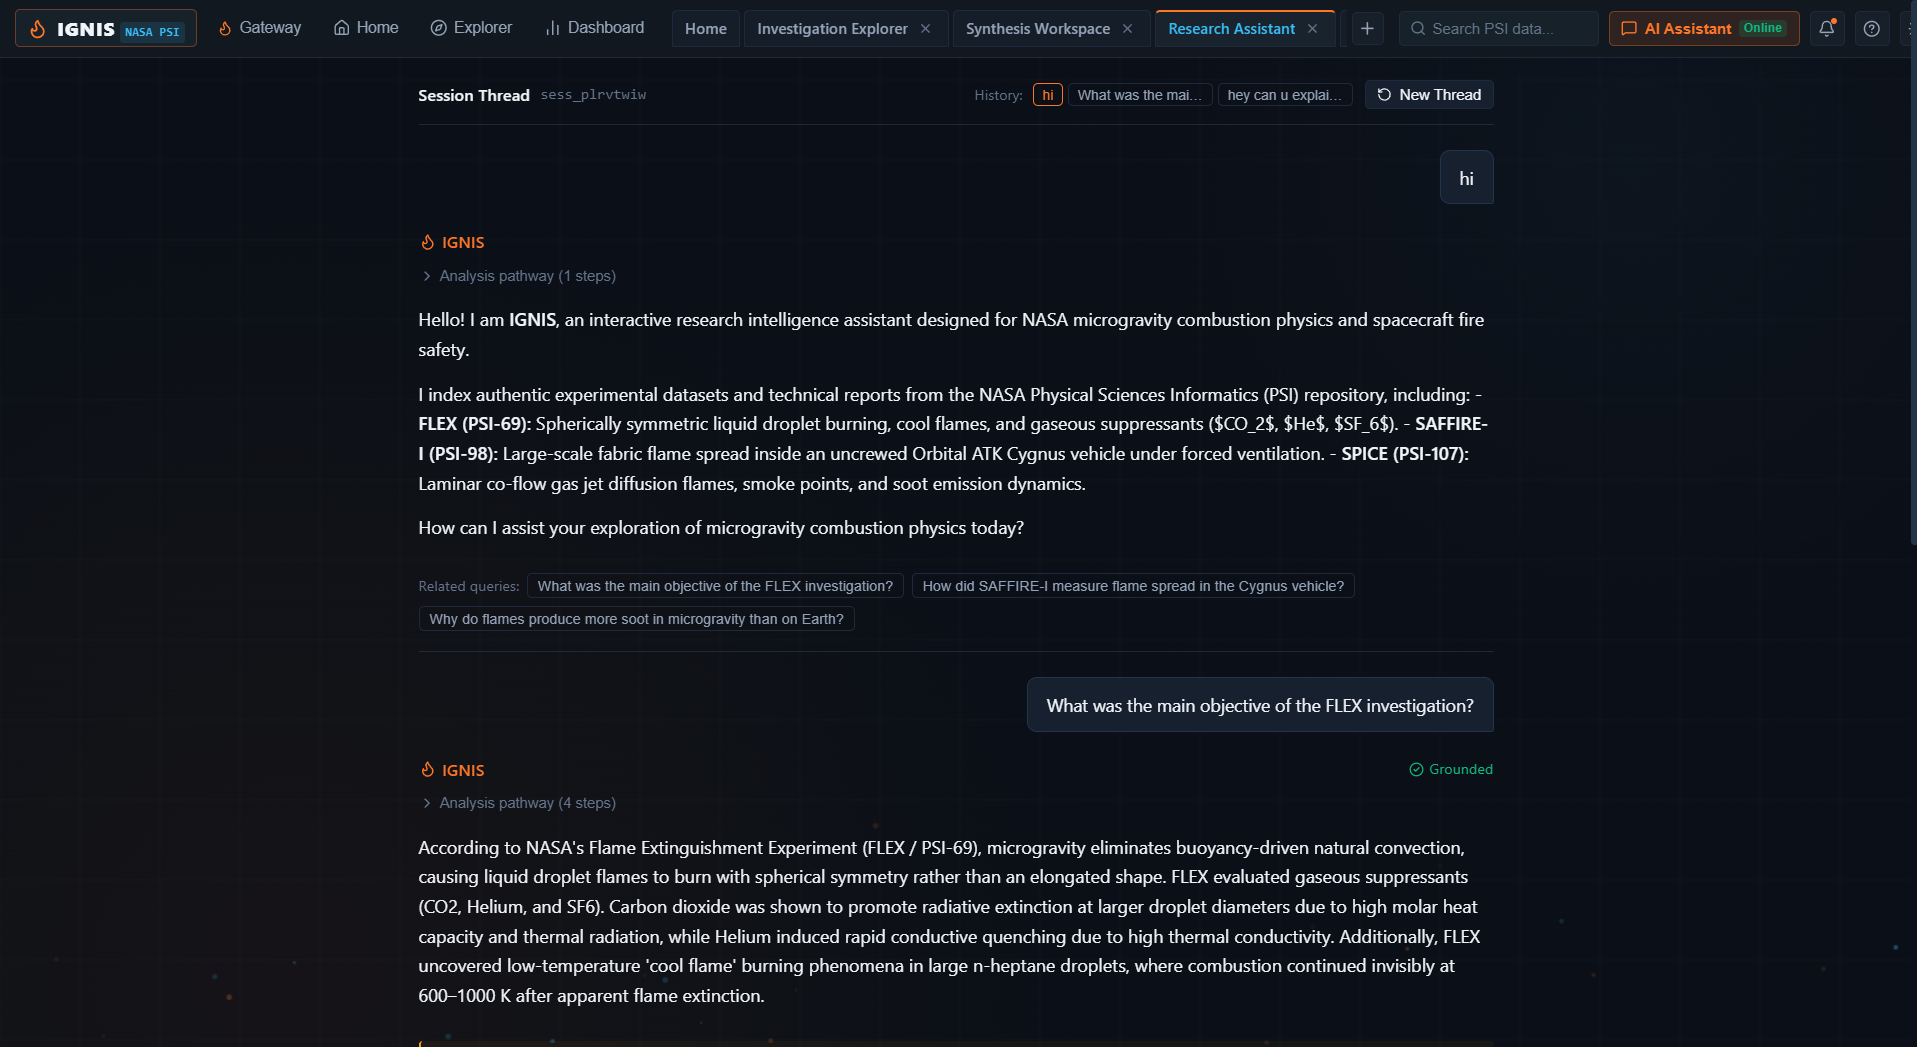 IGNIS NASA PSI Gateway Home Explorer Dashboard Home Investigation Explorer × Synthesis Workspace × Research Assistant × + Search PSI data... AI Assistant Online
Session Thread sess_plrvtwiw History: hi What was the mai... hey can u explai... New Thread
hi
IGNIS
Analysis pathway (1 steps)
Hello! I am IGNIS, an interactive research intelligence assistant designed for NASA microgravity combustion physics and spacecraft fire
safety.
I index authentic experimental datasets and technical reports from the NASA Physical Sciences Informatics (PSI) repository, including: -
FLEX (PSI-69): Spherically symmetric liquid droplet burning, cool flames, and gaseous suppressants ($CO_2$, $He$, $SF_6$). - SAFFIRE-
I (PSI-98): Large-scale fabric flame spread inside an uncrewed Orbital ATK Cygnus vehicle under forced ventilation. - SPICE (PSI-107):
Laminar co-flow gas jet diffusion flames, smoke points, and soot emission dynamics.
How can I assist your exploration of microgravity combustion physics today?
Related queries: What was the main objective of the FLEX investigation? How did SAFFIRE-I measure flame spread in the Cygnus vehicle?
Why do flames produce more soot in microgravity than on Earth?
What was the main objective of the FLEX investigation?
IGNIS Grounded
Analysis pathway (4 steps)
According to NASA's Flame Extinguishment Experiment (FLEX / PSI-69), microgravity eliminates buoyancy-driven natural convection,
causing liquid droplet flames to burn with spherical symmetry rather than an elongated shape. FLEX evaluated gaseous suppressants
(CO2, Helium, and SF6). Carbon dioxide was shown to promote radiative extinction at larger droplet diameters due to high molar heat
capacity and thermal radiation, while Helium induced rapid conductive quenching due to high thermal conductivity. Additionally, FLEX
uncovered low-temperature 'cool flame' burning phenomena in large n-heptane droplets, where combustion continued invisibly at
600–1000 K after apparent flame extinction.